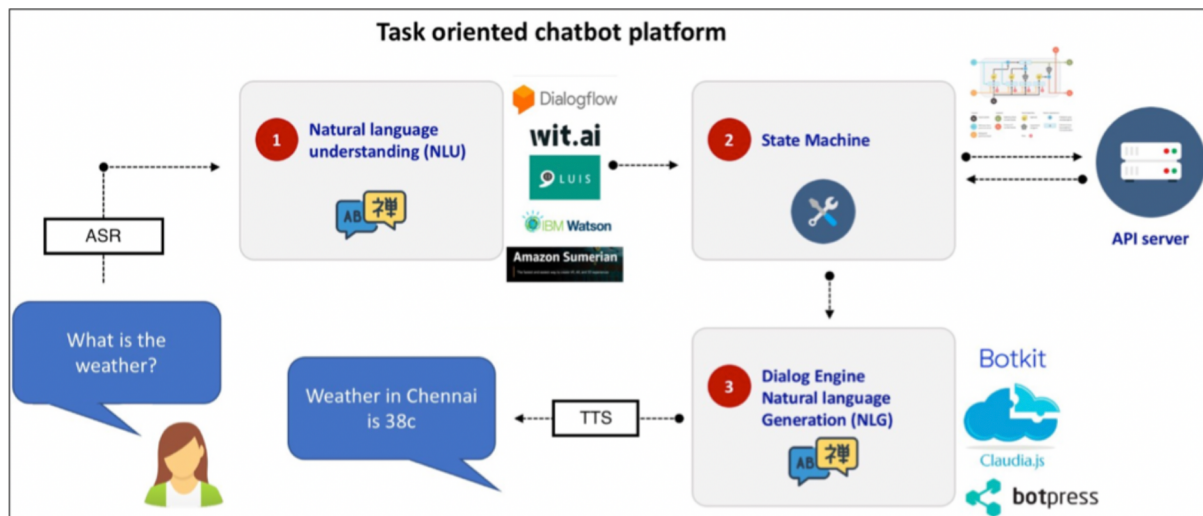 Task oriented chatbot platform
1
Natural language
understanding (NLU)
AB 禅
Dialogflow
wit.ai
LUIS
IBM Watson
Amazon Sumerian
2
State Machine
API server
ASR
What is the
weather?
Weather in Chennai
is 38c
TTS
3
Dialog Engine
Natural language
Generation (NLG)
AB 禅
Botkit
Claudia.js
botpress